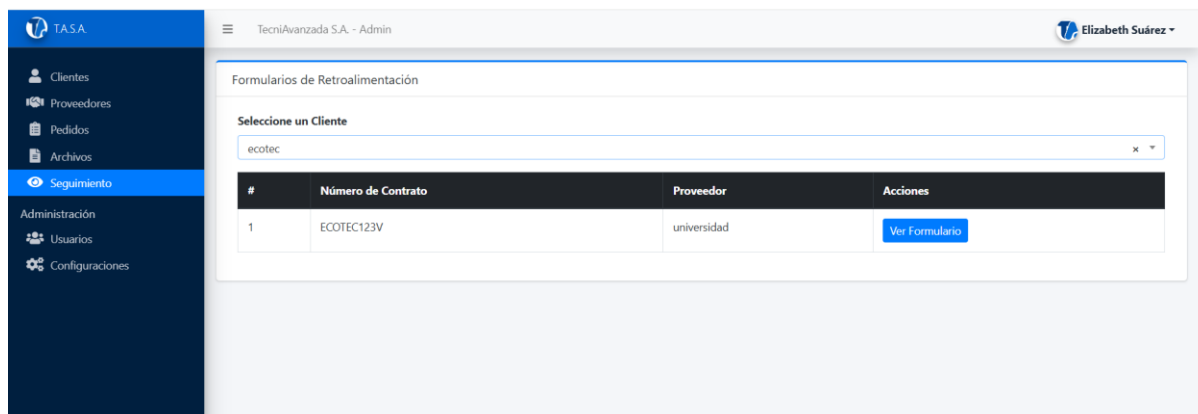 T.A.S.A.
TecniAvanzada S.A. - Admin
Elizabeth Suárez
Clientes
Proveedores
Pedidos
Archivos
Seguimiento
Administración
Usuarios
Configuraciones
Formularios de Retroalimentación
Seleccione un Cliente
ecotec ×
# Número de Contrato Proveedor Acciones
1 ECOTEC123V universidad Ver Formulario